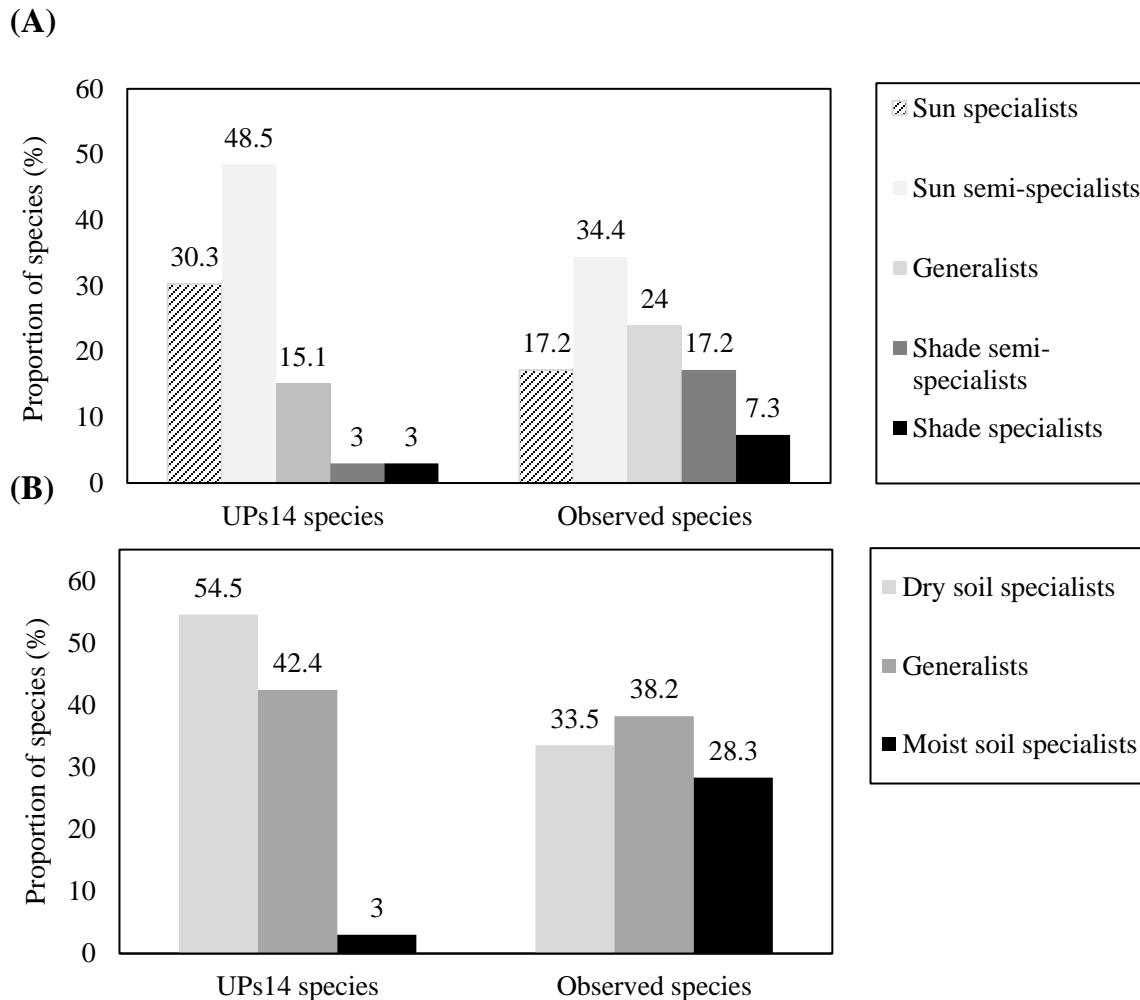 (A)
Proportion of species (%)
60
50
40
30
20
10
0
30.3
48.5
15.1
3
3
17.2
34.4
24
17.2
7.3
UPs14 species
Observed species
Sun specialists
Sun semi-specialists
Generalists
Shade semi-
specialists
Shade specialists
(B)
Proportion of species (%)
60
50
40
30
20
10
0
54.5
42.4
3
33.5
38.2
28.3
UPs14 species
Observed species
Dry soil specialists
Generalists
Moist soil specialists